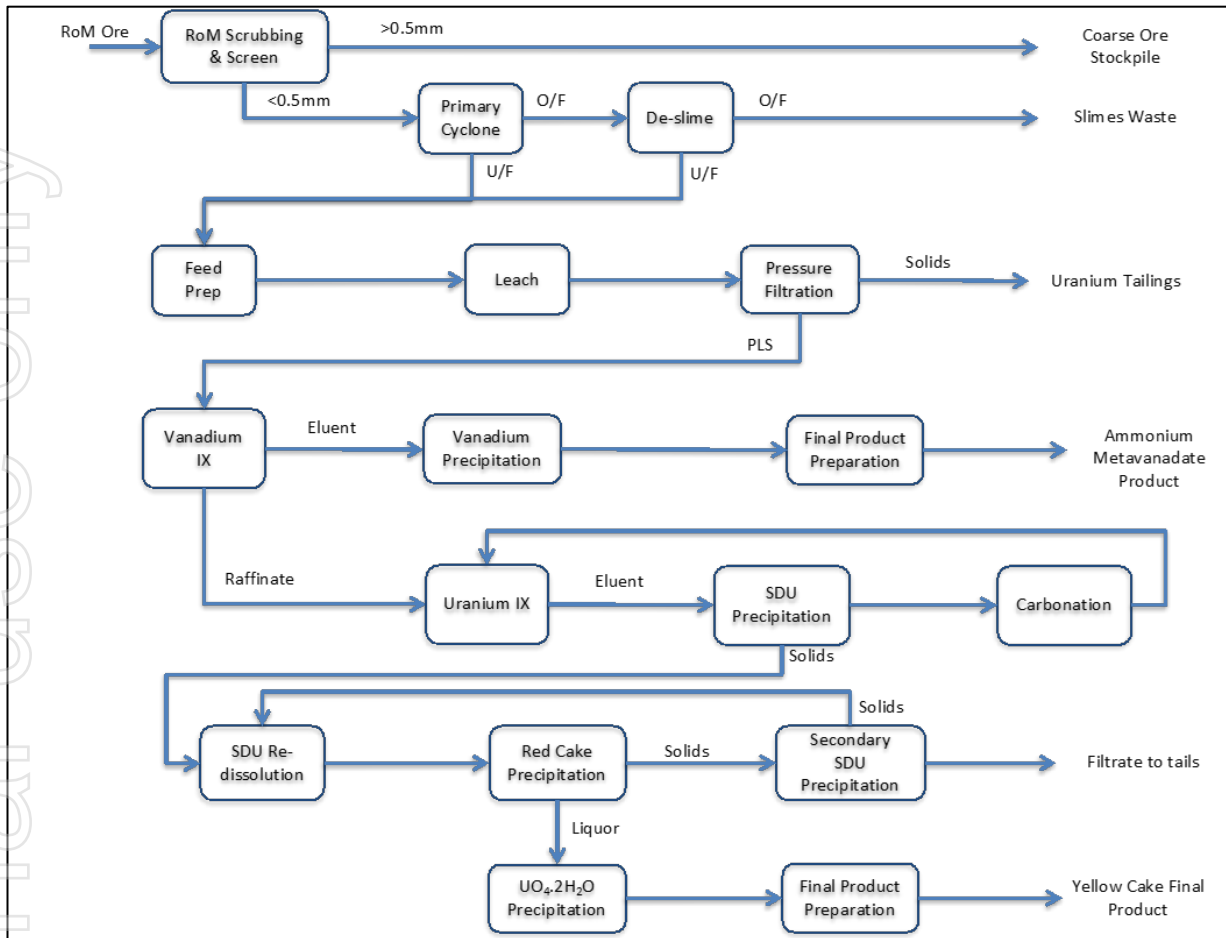 RoM Ore
RoM Scrubbing
& Screen
>0.5mm
Coarse Ore
Stockpile
<0.5mm
Primary
Cyclone
O/F
De-slime
O/F
Slimes Waste
U/F
U/F
Feed
Prep
Leach
Pressure
Filtration
Solids
Uranium Tailings
PLS
Vanadium
IX
Eluent
Vanadium
Precipitation
Final Product
Preparation
Ammonium
Metavanadate
Product
Raffinate
Uranium IX
Eluent
SDU
Precipitation
Carbonation
Solids
Solids
SDU Re-
dissolution
Red Cake
Precipitation
Solids
Secondary
SDU
Precipitation
Filtrate to tails
Liquor
UO₄.2H₂O
Precipitation
Final Product
Preparation
Yellow Cake Final
Product